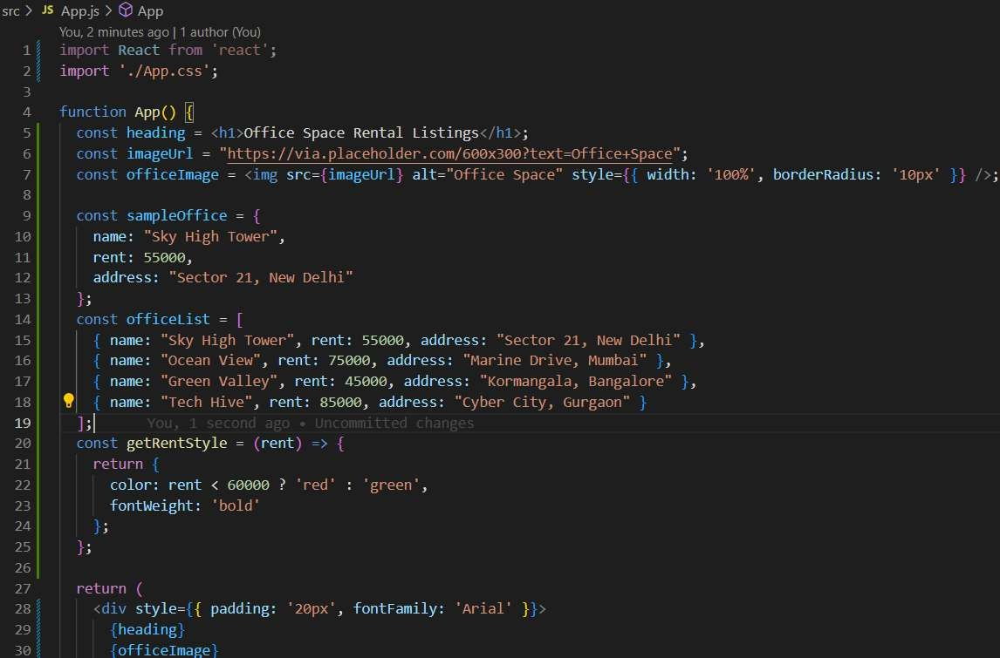 src > JS App.js > App
You, 2 minutes ago | 1 author (You)
1 import React from 'react';
2 import './App.css';
3
4 function App() {
5 const heading = <h1>Office Space Rental Listings</h1>;
6 const imageUrl = "https://via.placeholder.com/600x300?text=Office+Space";
7 const officeImage = <img src={imageUrl} alt="Office Space" style={{ width: '100%', borderRadius: '10px' }} />;
8
9 const sampleOffice = {
10 name: "Sky High Tower",
11 rent: 55000,
12 address: "Sector 21, New Delhi"
13 };
14 const officeList = [
15 { name: "Sky High Tower", rent: 55000, address: "Sector 21, New Delhi" },
16 { name: "Ocean View", rent: 75000, address: "Marine Drive, Mumbai" },
17 { name: "Green Valley", rent: 45000, address: "Kormangala, Bangalore" },
18 { name: "Tech Hive", rent: 85000, address: "Cyber City, Gurgaon" }
19 ]; You, 1 second ago • Uncommitted changes
20 const getRentStyle = (rent) => {
21 return {
22 color: rent < 60000 ? 'red' : 'green',
23 fontWeight: 'bold'
24 };
25 };
26
27 return (
28 <div style={{ padding: '20px', fontFamily: 'Arial' }}>
29 {heading}
30 {officeImage}